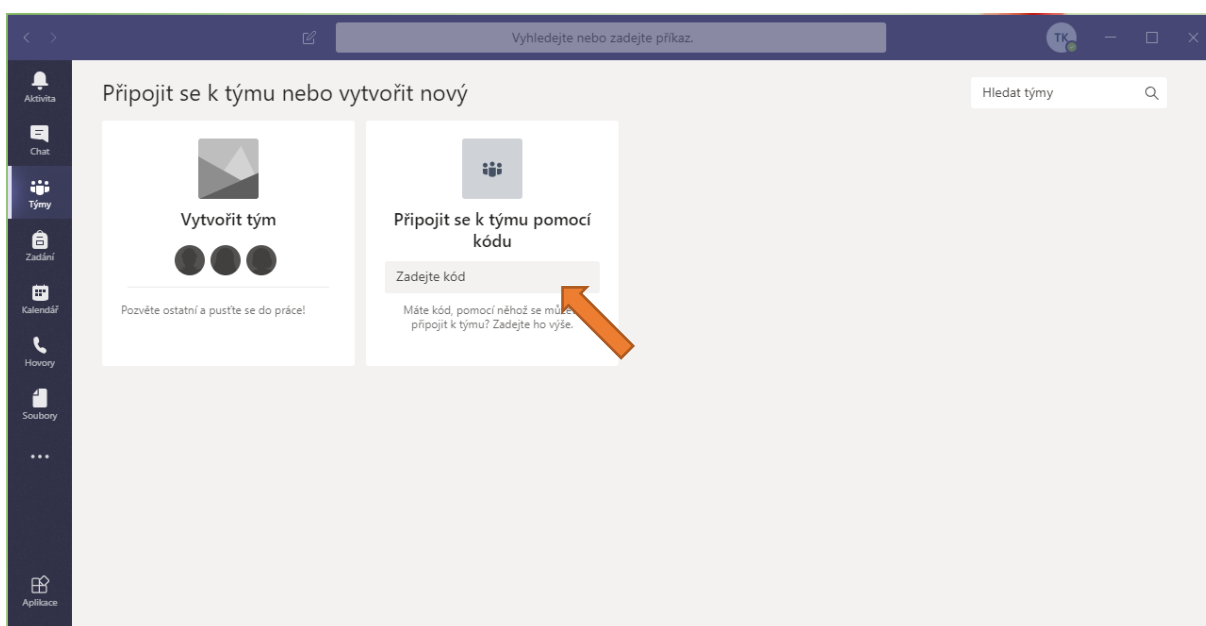 Vyhledejte nebo zadejte příkaz.
TK
Aktivita
Chat
Týmy
Zadání
Kalendář
Hovory
Soubory
Aplikace
Připojit se k týmu nebo vytvořit nový
Hledat týmy
Vytvořit tým
Pozvěte ostatní a pusťte se do práce!
Připojit se k týmu pomocí
kódu
Zadejte kód
Máte kód, pomocí něhož se
připojit k týmu? Zadejte ho výše.